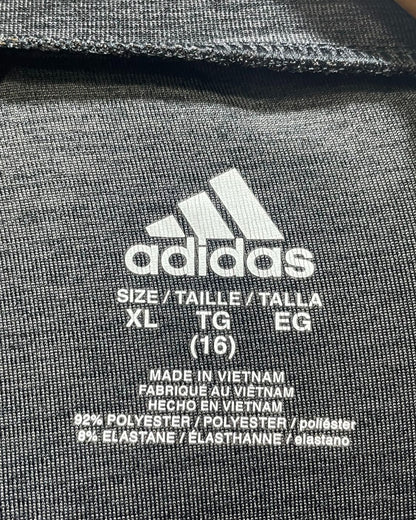 adidas
SIZE / TAILLE / TALLA
XL TG EG
(16)
MADE IN VIETNAM
FABRIQUÉ AU VIÊTNAM
HECHO EN VIETNAM
92% POLYESTER / POLYESTER / poliéster
8% ELASTANE / ÉLASTHANNE / elastano